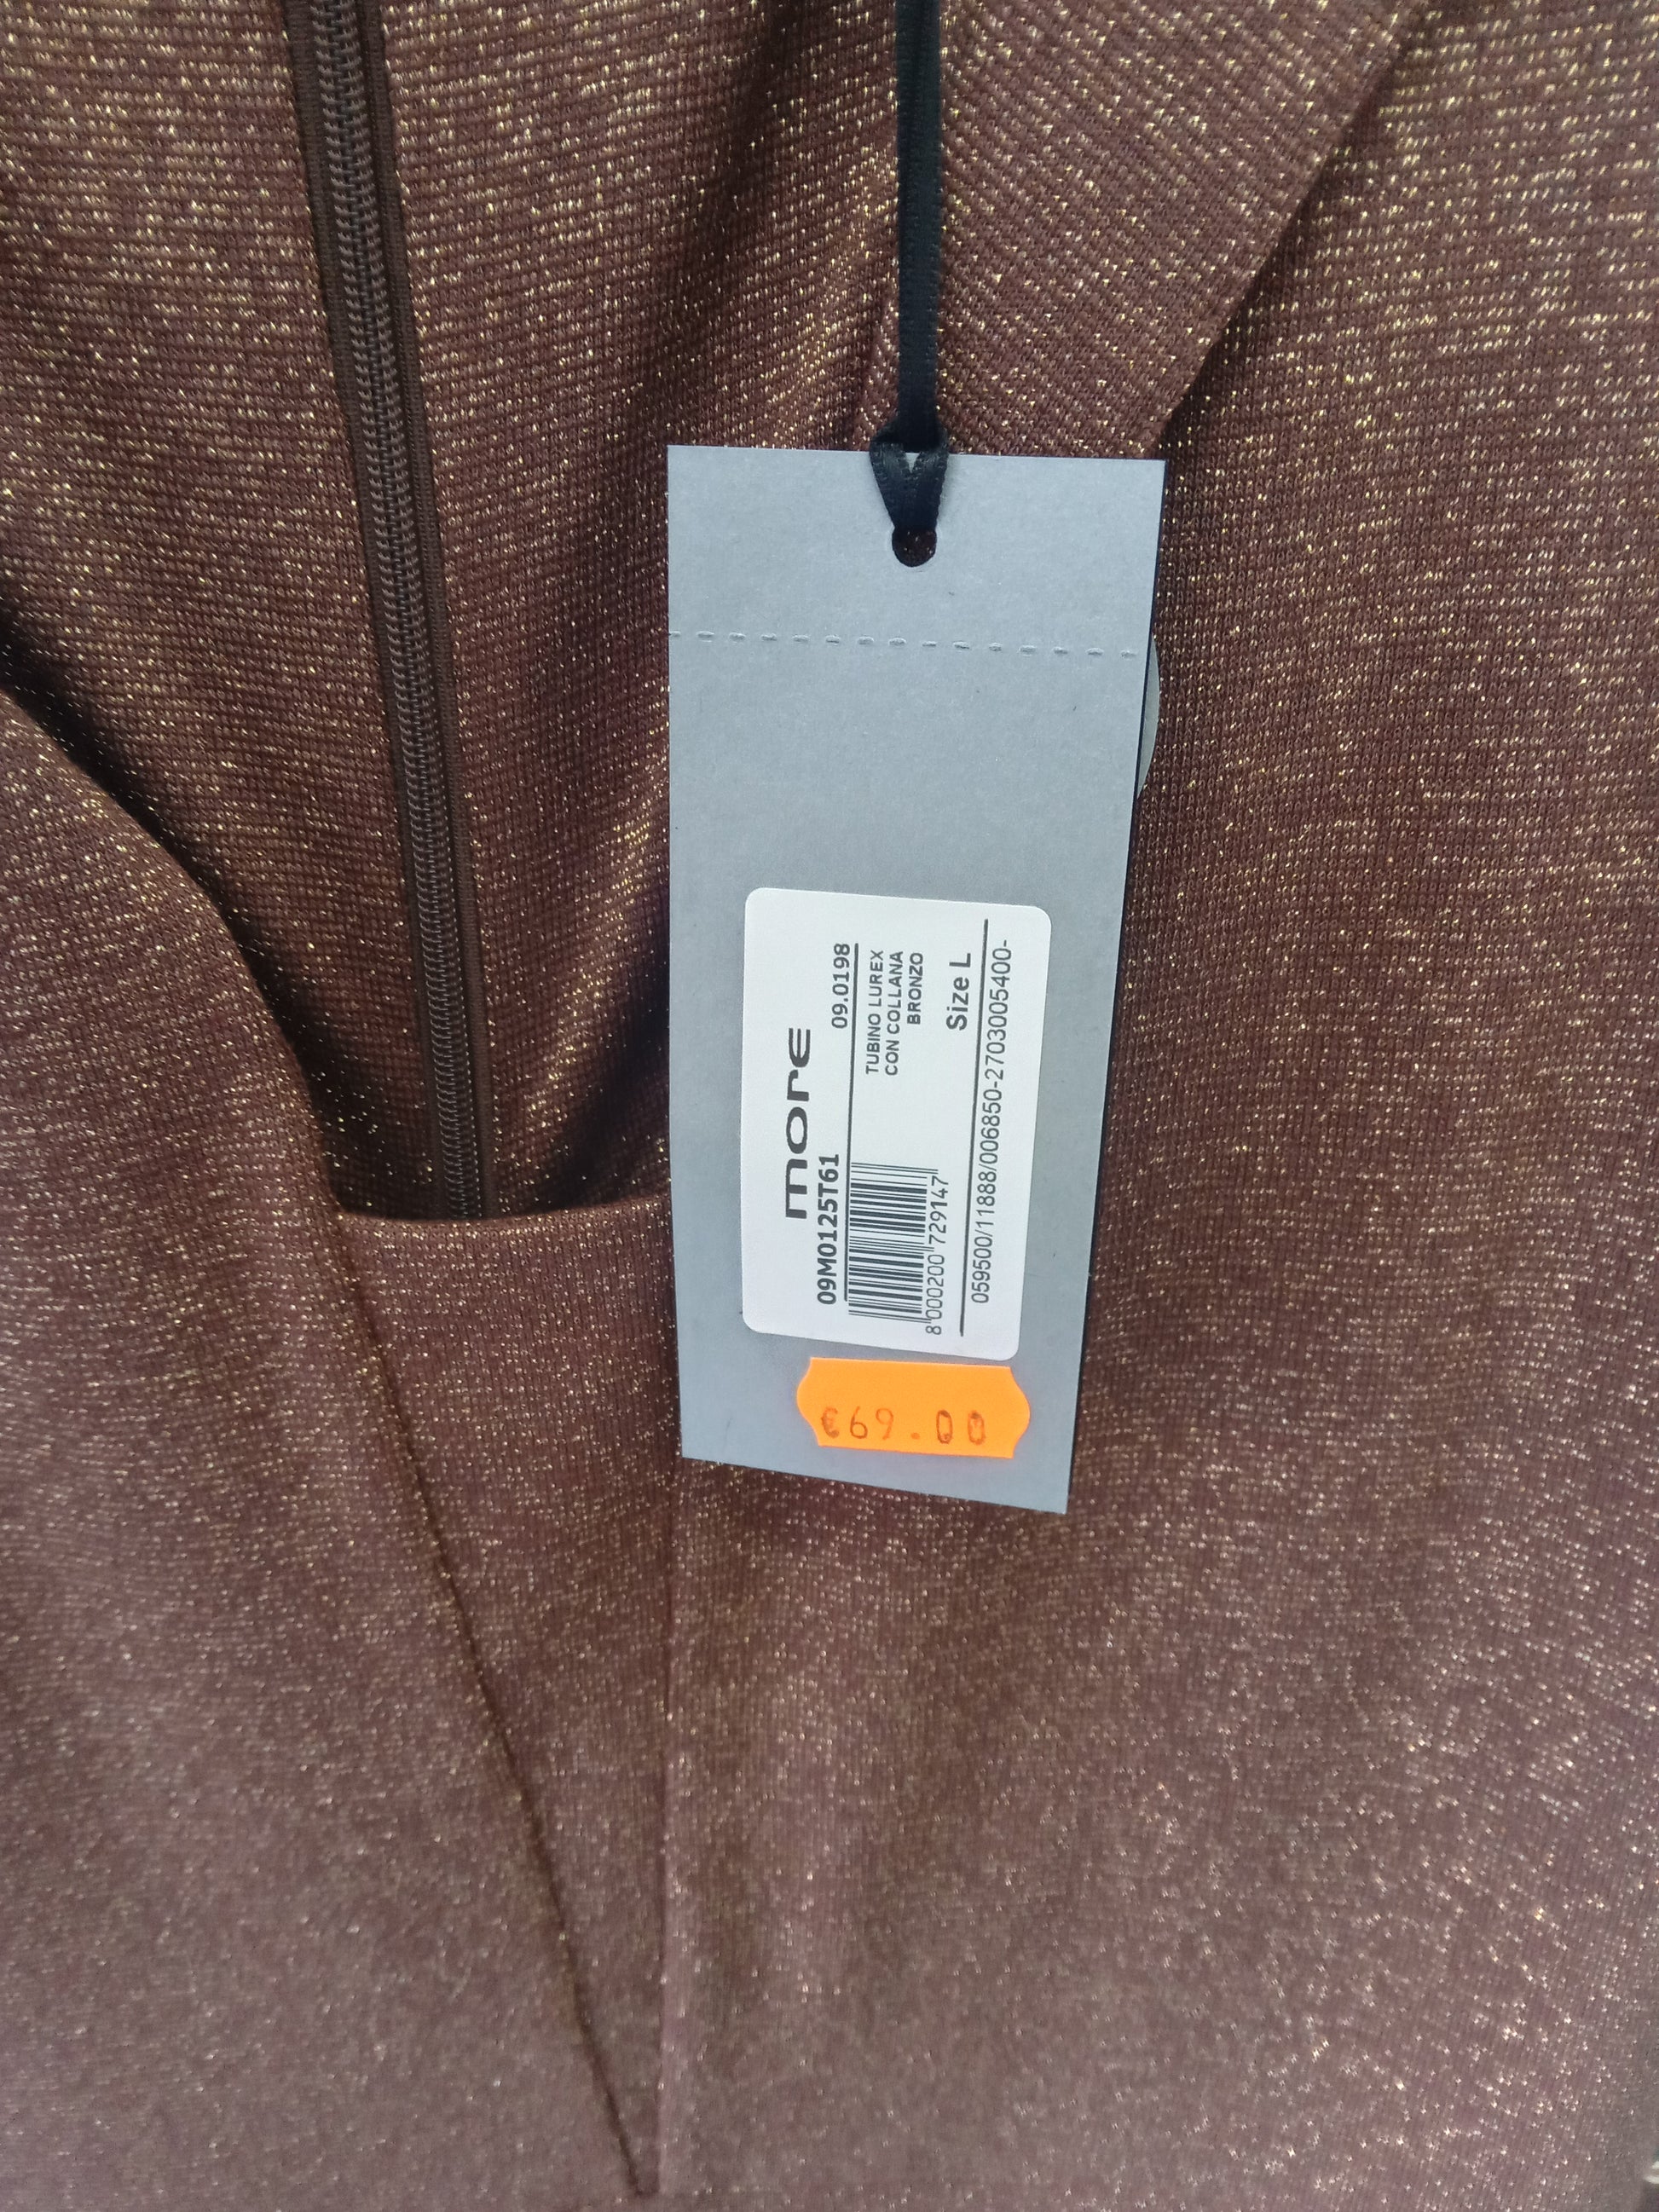 more
09M0125T61 09.0198
TUBINO LUREX
CON COLLANA
BRONZO
8 000200 729147
Size L
059500/11888/006850-2703005400-
€69.00